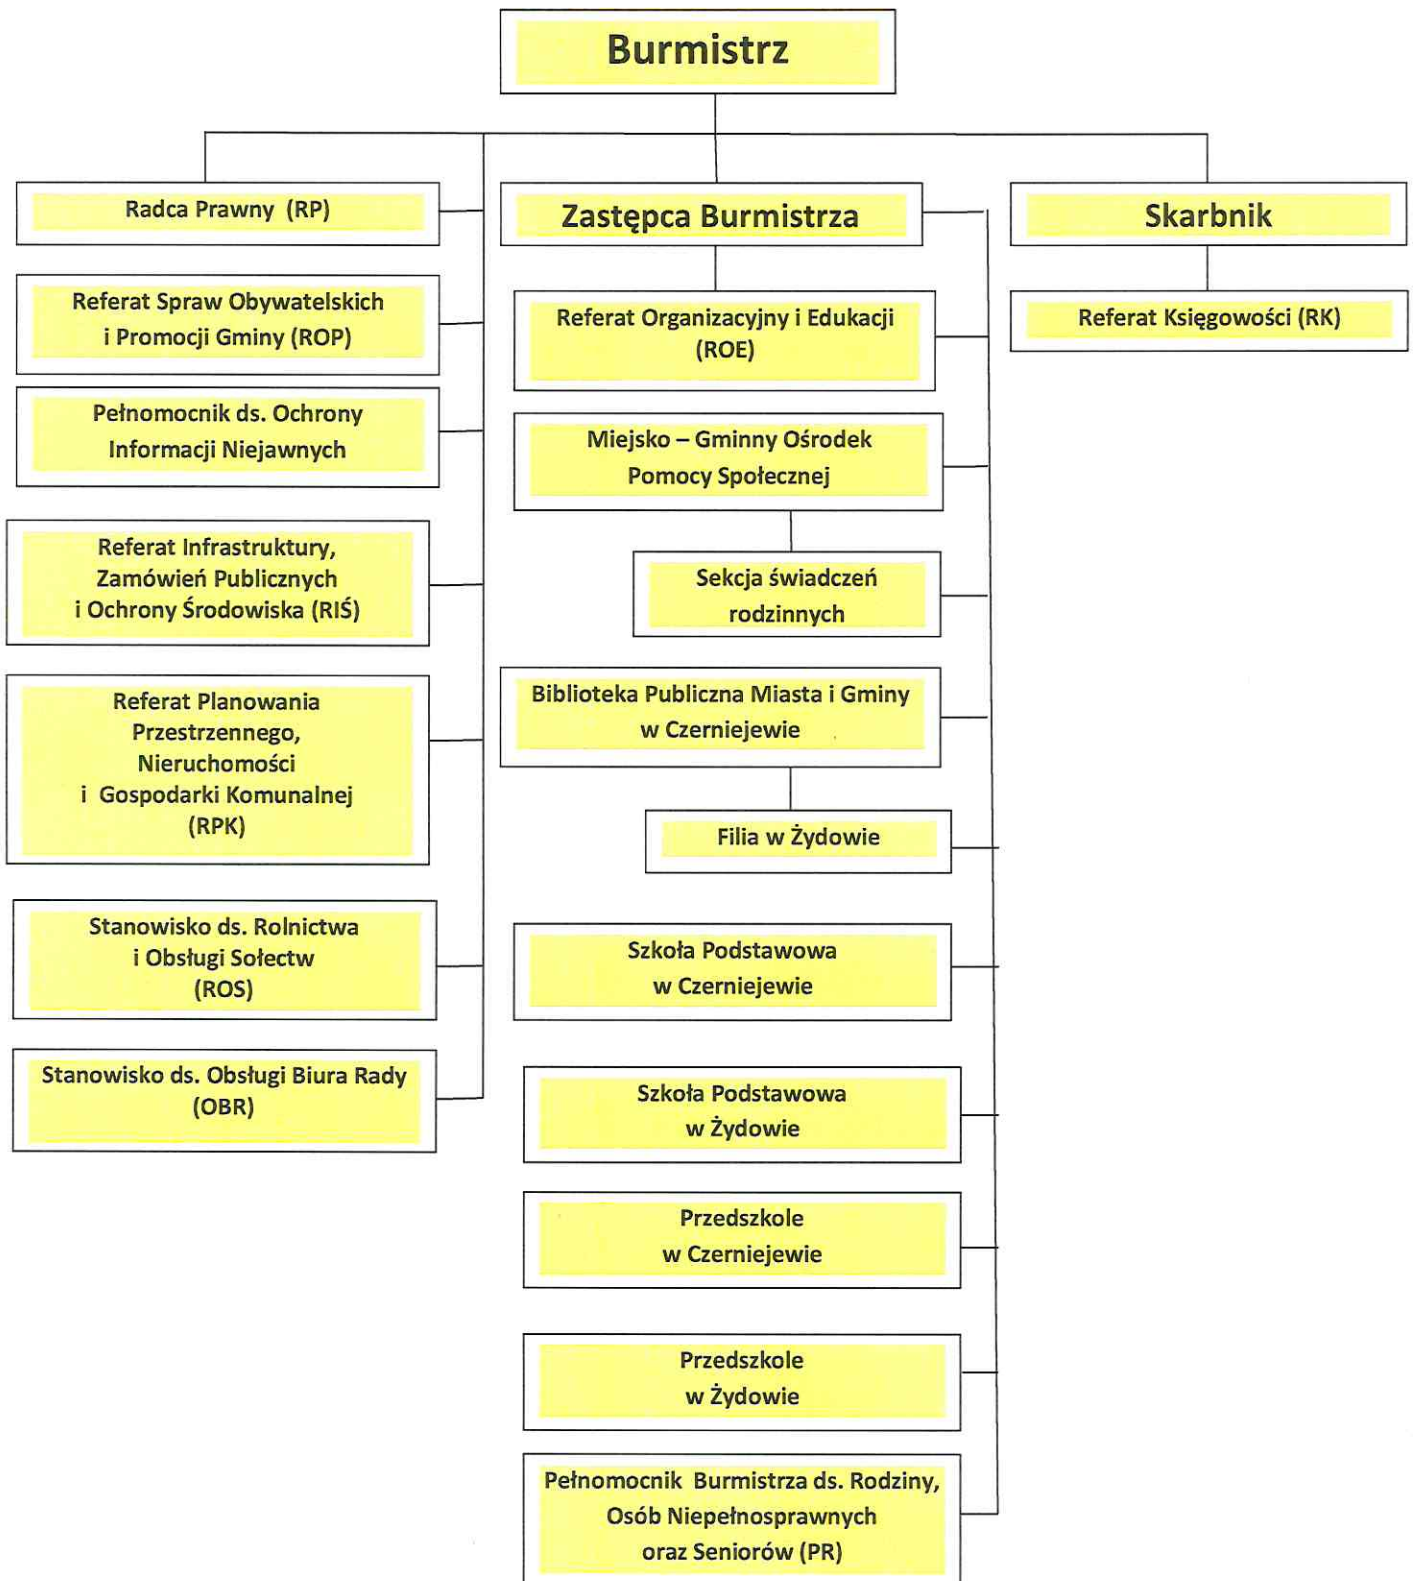 Burmistrz
Radca Prawny (RP)
Referat Spraw Obywatelskich
i Promocji Gminy (ROP)
Pełnomocnik ds. Ochrony
Informacji Niejawnych
Referat Infrastruktury,
Zamówień Publicznych
i Ochrony Środowiska (RIŚ)
Referat Planowania
Przestrzennego,
Nieruchomości
i Gospodarki Komunalnej
(RPK)
Stanowisko ds. Rolnictwa
i Obsługi Sołectw
(ROS)
Stanowisko ds. Obsługi Biura Rady
(OBR)
Zastępca Burmistrza
Referat Organizacyjny i Edukacji
(ROE)
Miejsko – Gminny Ośrodek
Pomocy Społecznej
Sekcja świadczeń
rodzinnych
Biblioteka Publiczna Miasta i Gminy
w Czerniejewie
Filia w Żydowie
Szkoła Podstawowa
w Czerniejewie
Szkoła Podstawowa
w Żydowie
Przedszkole
w Czerniejewie
Przedszkole
w Żydowie
Pełnomocnik Burmistrza ds. Rodziny,
Osób Niepełnosprawnych
oraz Seniorów (PR)
Skarbnik
Referat Księgowości (RK)